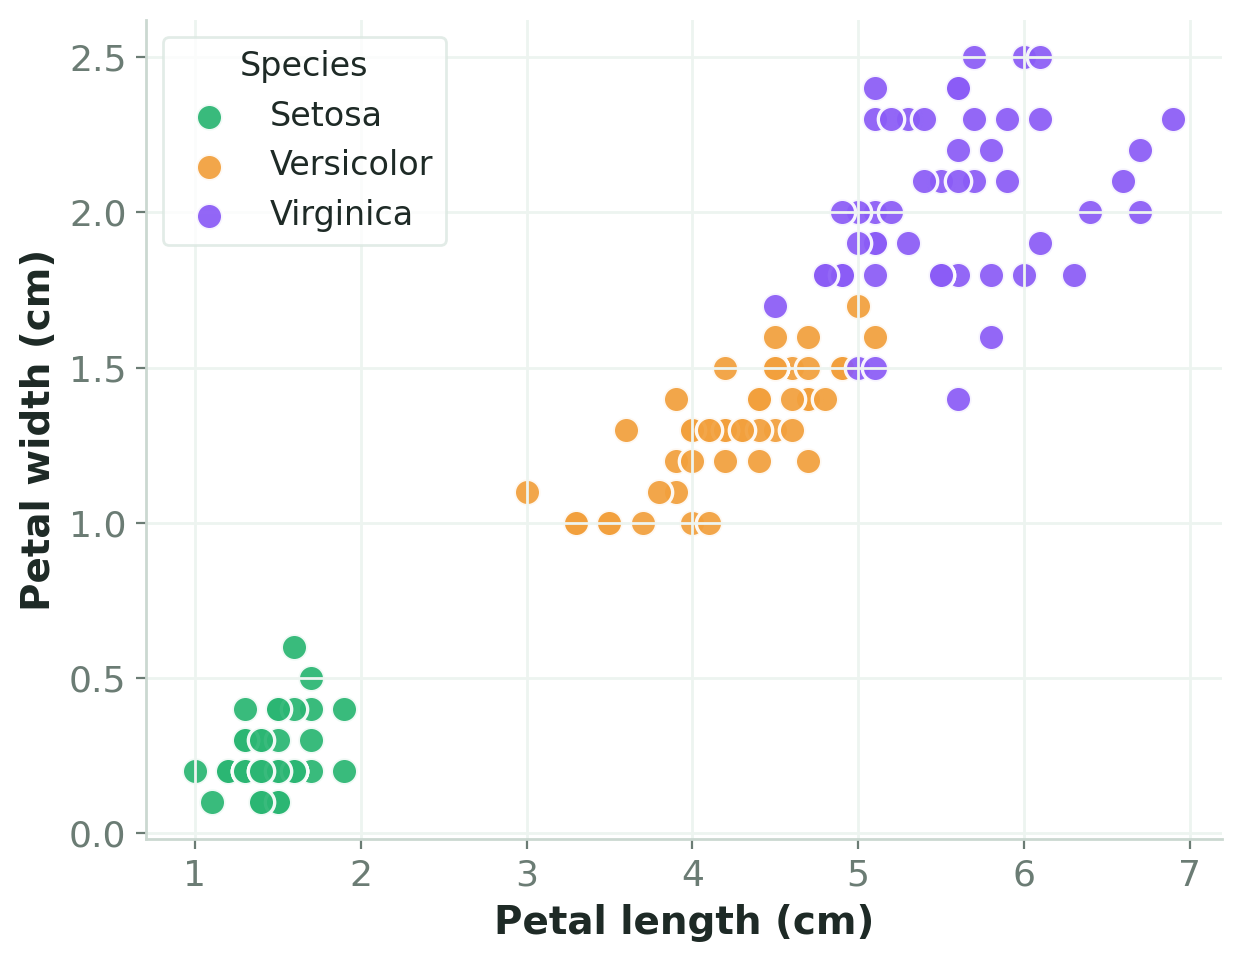 Species
Setosa
Versicolor
Virginica
Petal width (cm)
2.5
2.0
1.5
1.0
0.5
0.0
1 2 3 4 5 6 7
Petal length (cm)